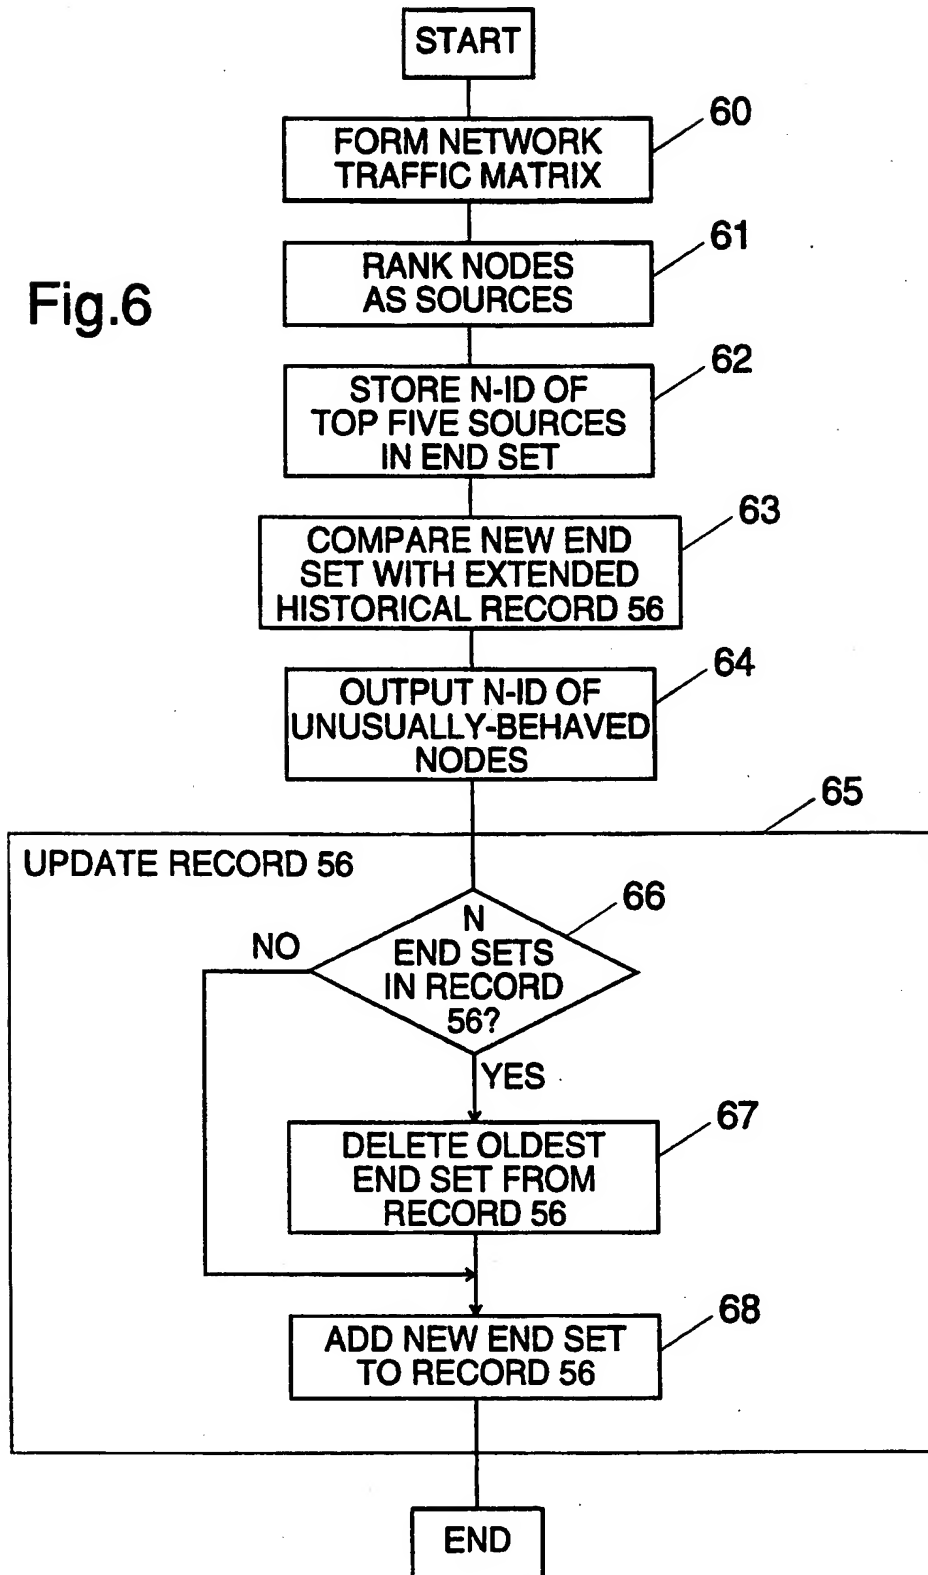 START
60
FORM NETWORK
TRAFFIC MATRIX
61
RANK NODES
AS SOURCES
Fig.6
62
STORE N-ID OF
TOP FIVE SOURCES
IN END SET
63
COMPARE NEW END
SET WITH EXTENDED
HISTORICAL RECORD 56
64
OUTPUT N-ID OF
UNUSUALLY-BEHAVED
NODES
65
UPDATE RECORD 56
66
N
END SETS
IN RECORD
56?
NO
YES
67
DELETE OLDEST
END SET FROM
RECORD 56
68
ADD NEW END SET
TO RECORD 56
END